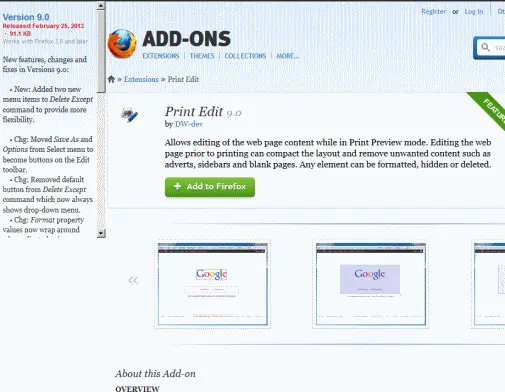 Version 9.0
Released February 25, 2013
· 91.1 KB
Works with Firefox 3.6 and later
New features, changes and
fixes in Versions 9.0:
• New: Added two new
menu items to Delete Except
command to provide more
flexibility.
• Chg: Moved Save As and
Options from Select menu to
become buttons on the Edit
toolbar.
• Chg: Removed default
button from Delete Except
command which now always
shows drop-down menu.
• Chg: Format property
values now wrap around
Register or Log in
ADD-ONS
EXTENSIONS | THEMES | COLLECTIONS | MORE...
» Extensions » Print Edit
Print Edit 9.0
by DW-dev
FEATU
Allows editing of the web page content while in Print Preview mode. Editing the web
page prior to printing can compact the layout and remove unwanted content such as
adverts, sidebars and blank pages. Any element can be formatted, hidden or deleted.
+ Add to Firefox
«
Google
Google
About this Add-on
OVERVIEW